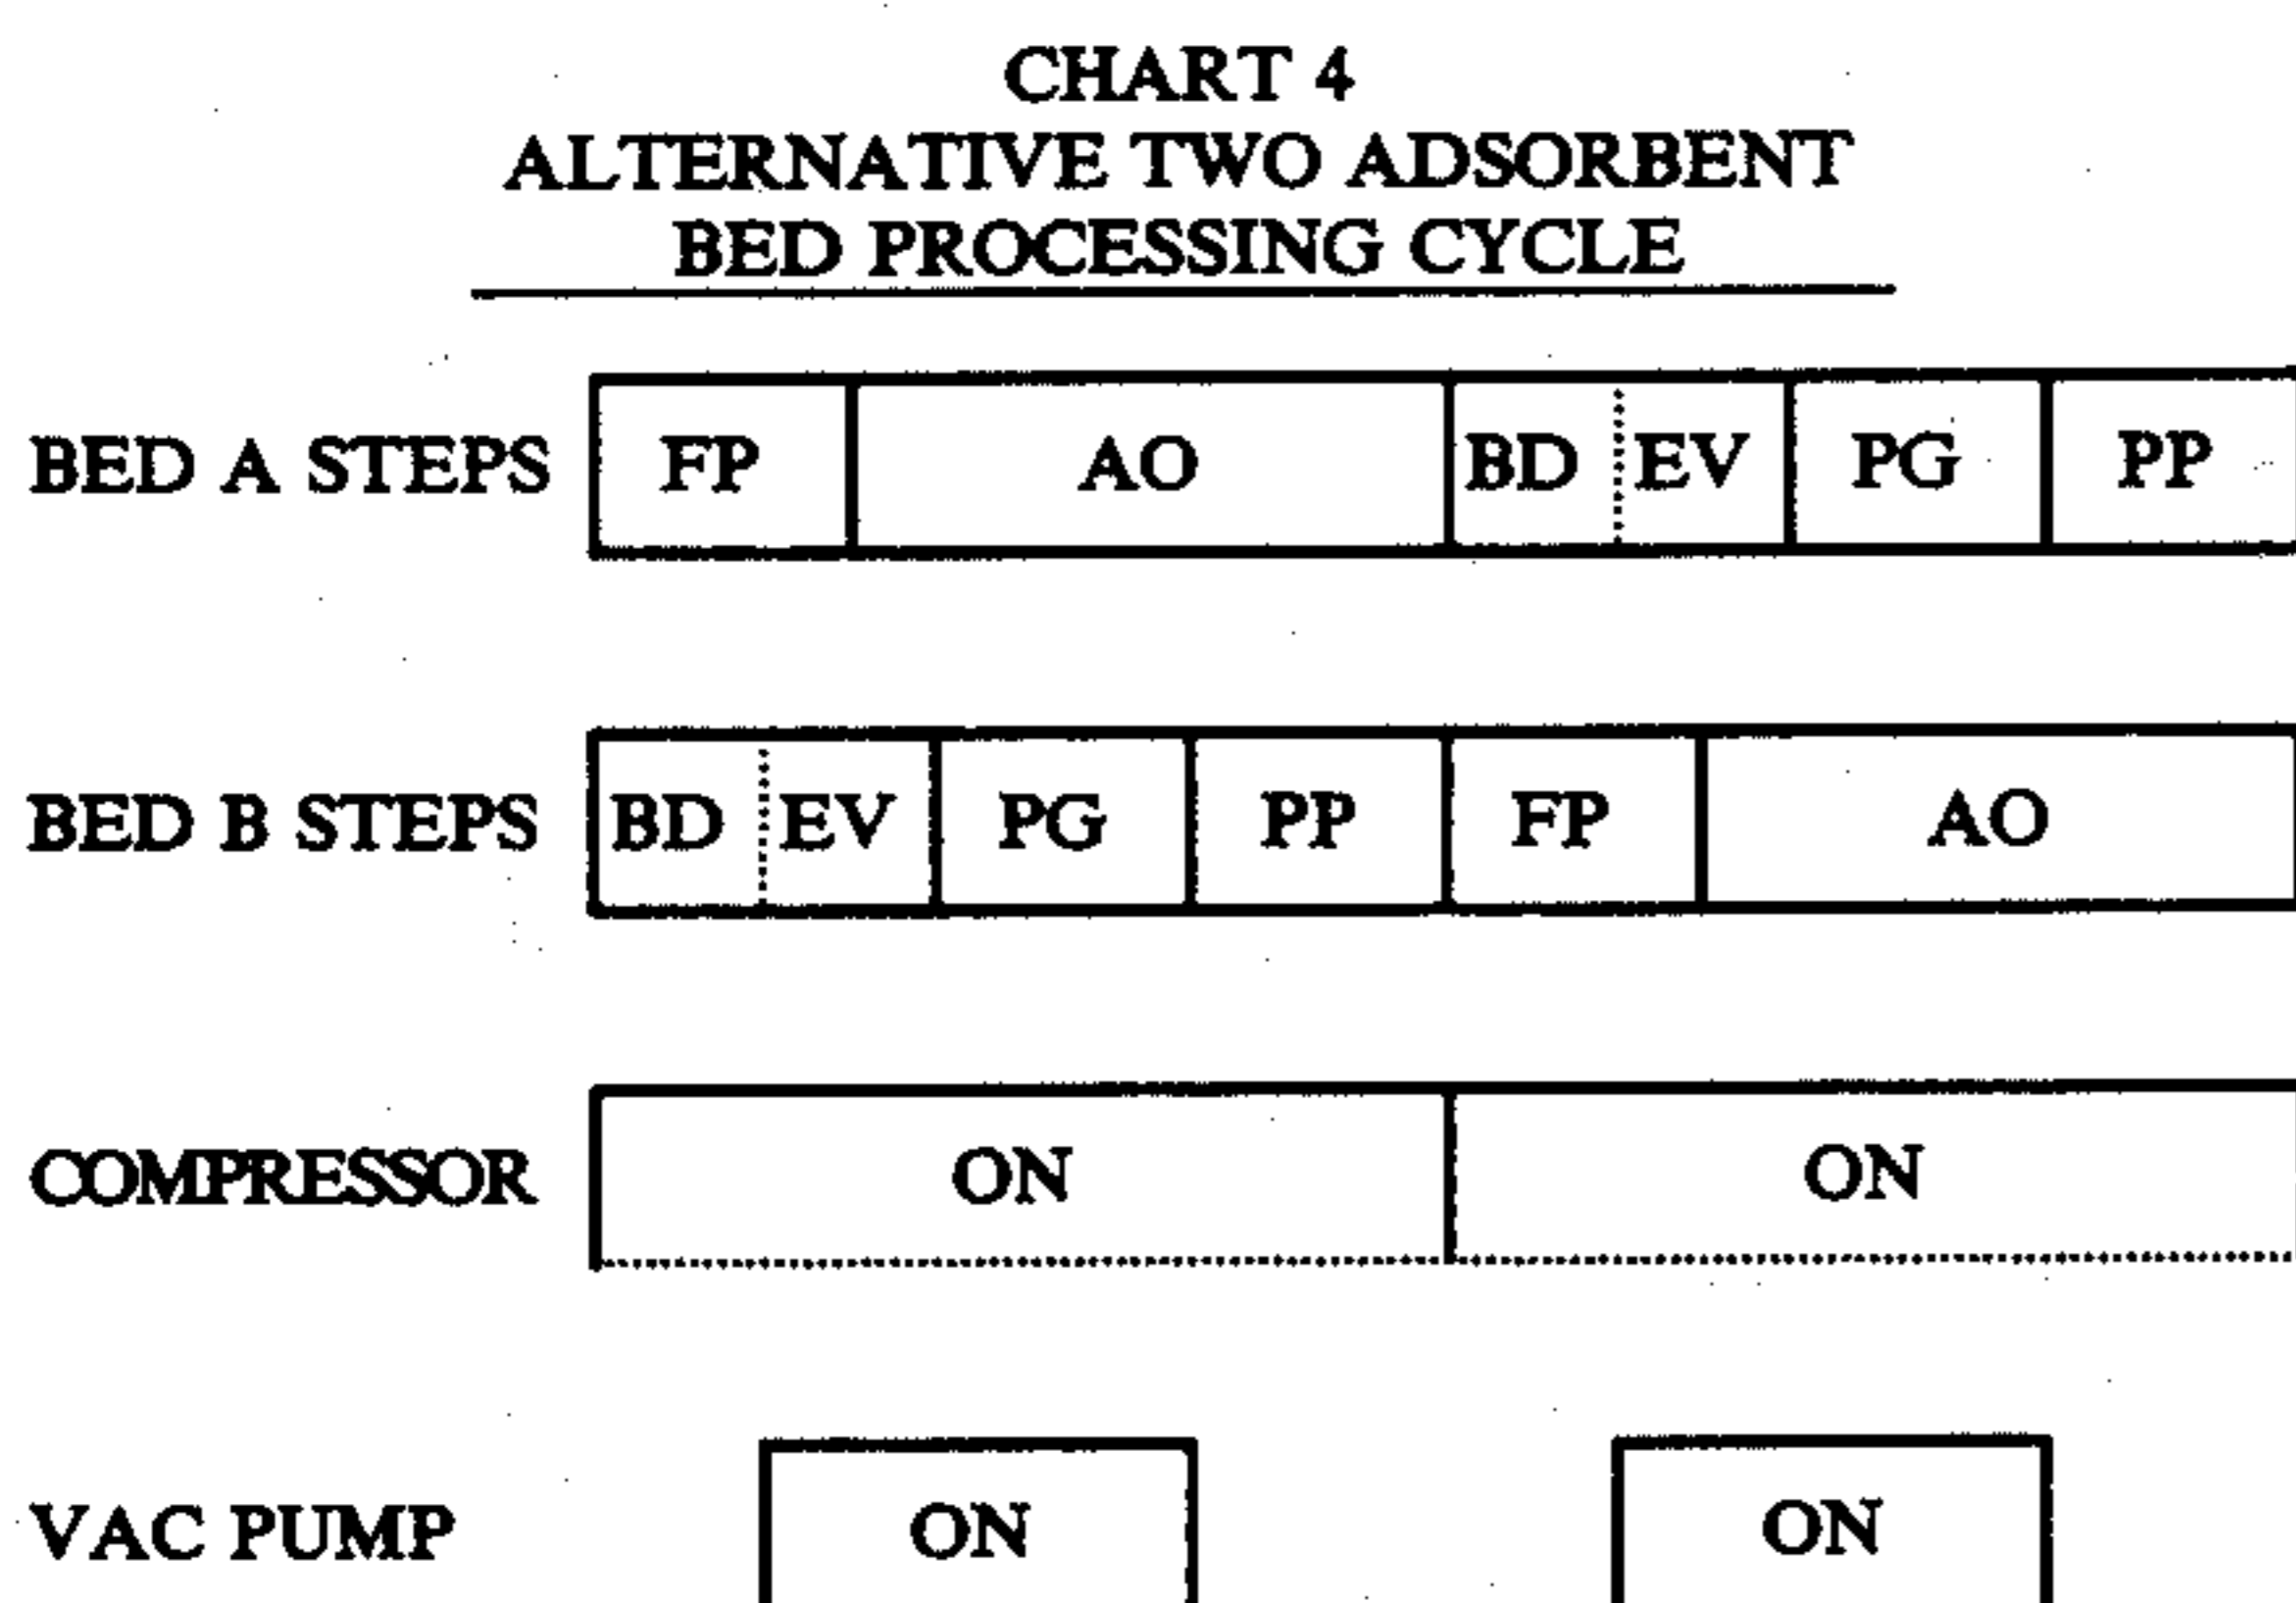 CHART 4
ALTERNATIVE TWO ADSORBENT
BED PROCESSING CYCLE
BED A STEPS FP AO BD EV PG PP
BED B STEPS BD EV PG PP FP AO
COMPRESSOR ON ON
VAC PUMP ON ON